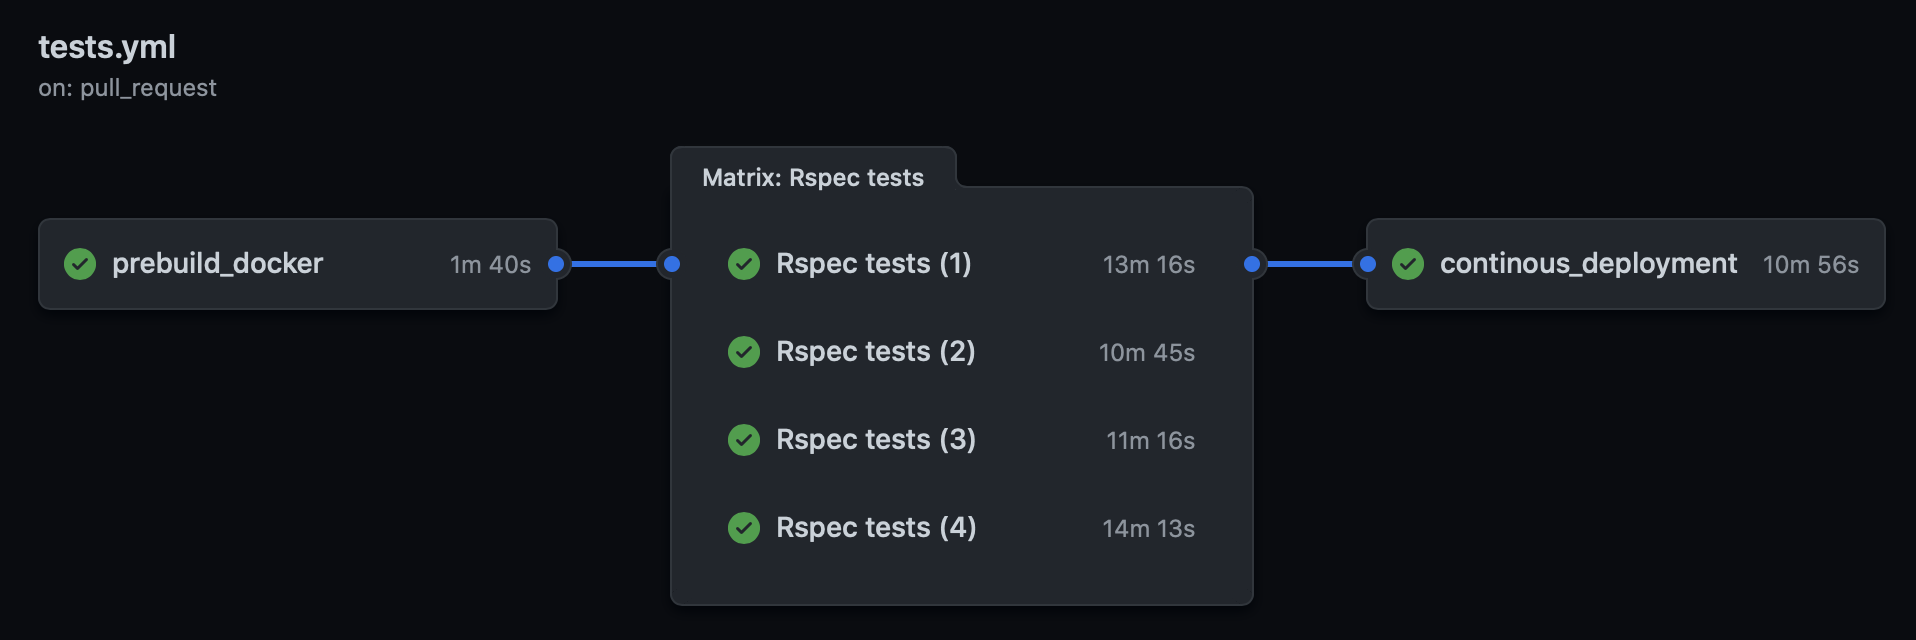 tests.yml
on: pull_request
prebuild_docker 1m 40s
Matrix: Rspec tests
Rspec tests (1) 13m 16s
Rspec tests (2) 10m 45s
Rspec tests (3) 11m 16s
Rspec tests (4) 14m 13s
continous_deployment 10m 56s